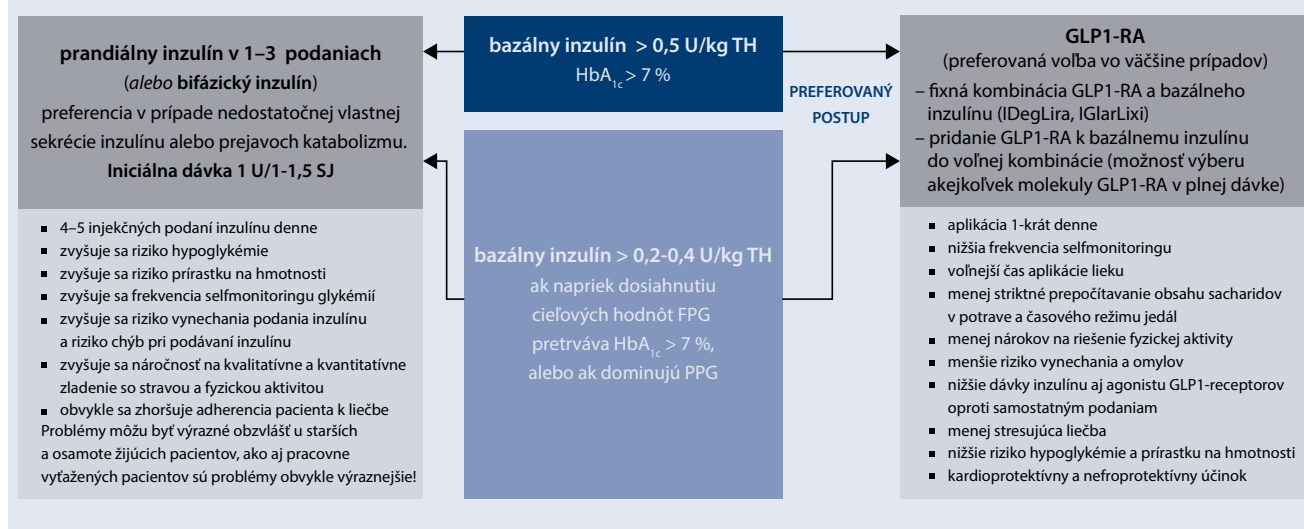 prandiálny inzulín v 1–3 podaniach
(alebo bifázický inzulín)
preferencia v prípade nedostatočnej vlastnej
sekrécie inzulínu alebo prejavoch katabolizmu.
Iniciálna dávka 1 U/1-1,5 SJ
▪ 4–5 injekčných podaní inzulínu denne
▪ zvyšuje sa riziko hypoglykémie
▪ zvyšuje sa riziko prírastku na hmotnosti
▪ zvyšuje sa frekvencia selfmonitoringu glykémií
▪ zvyšuje sa riziko vynechania podania inzulínu
a riziko chýb pri podávaní inzulínu
▪ zvyšuje sa náročnosť na kvalitatívne a kvantitatívne
zladenie so stravou a fyzickou aktivitou
▪ obvykle sa zhoršuje adherencia pacienta k liečbe
Problémy môžu byť výrazné obzvlášť u starších
a osamote žijúcich pacientov, ako aj pracovne
vyťažených pacientov sú problémy obvykle výraznejšie!
bazálny inzulín > 0,5 U/kg TH
HbA1c > 7 %
bazálny inzulín > 0,2-0,4 U/kg TH
ak napriek dosiahnutiu
cieľových hodnôt FPG
pretrváva HbA1c > 7 %,
alebo ak dominujú PPG
PREFEROVANÝ
POSTUP
GLP1-RA
(preferovaná voľba vo väčšine prípadov)
– fixná kombinácia GLP1-RA a bazálneho
inzulínu (IDegLira, IGlarLixi)
– pridanie GLP1-RA k bazálnemu inzulínu
do voľnej kombinácie (možnosť výberu
akejkoľvek molekuly GLP1-RA v plnej dávke)
▪ aplikácia 1-krát denne
▪ nižšia frekvencia selfmonitoringu
▪ voľnejší čas aplikácie lieku
▪ menej striktné prepočítavanie obsahu sacharidov
v potrave a časového režimu jedál
▪ menej nárokov na riešenie fyzickej aktivity
▪ menšie riziko vynechania a omylov
▪ nižšie dávky inzulínu aj agonistu GLP1-receptorov
oproti samostatným podaniam
▪ menej stresujúca liečba
▪ nižšie riziko hypoglykémie a prírastku na hmotnosti
▪ kardioprotektívny a nefroprotektívny účinok